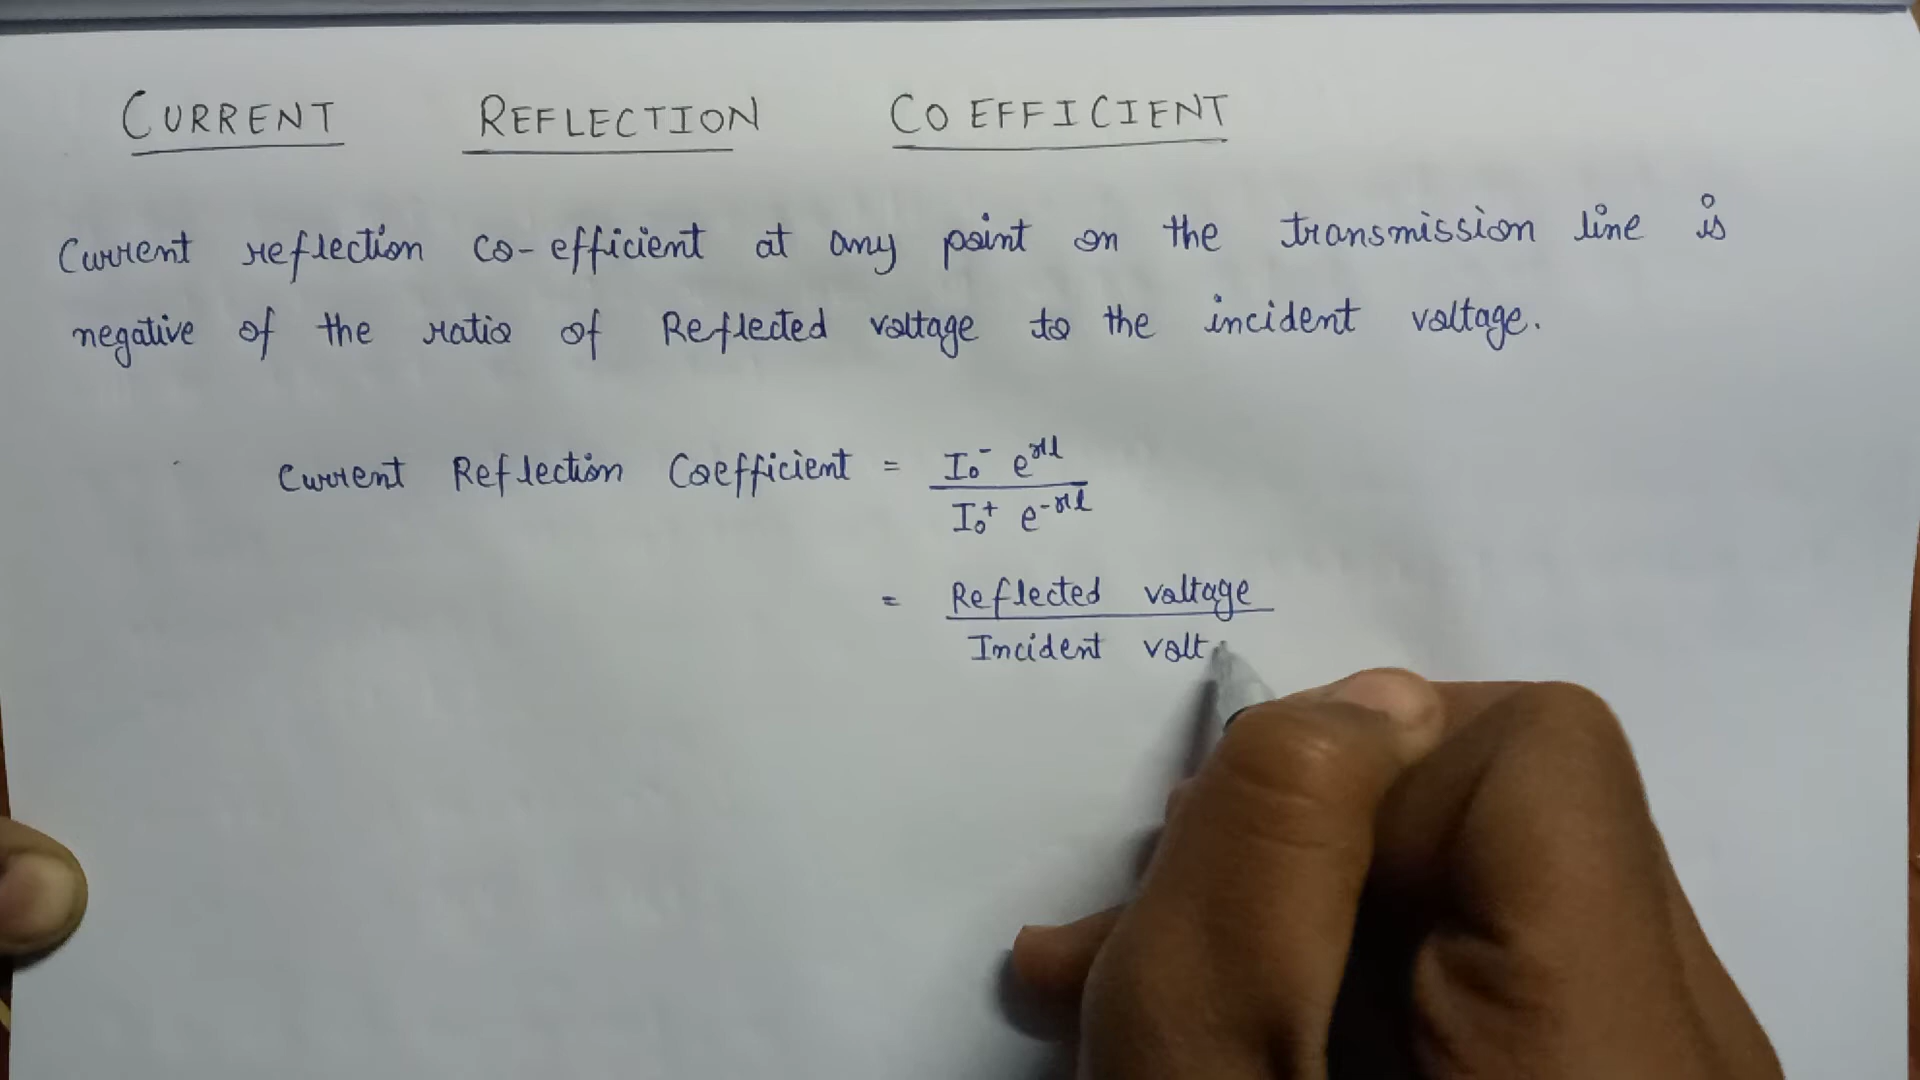 CURRENT REFLECTION COEFFICIENT
Current reflection co-efficient at any point on the transmission line is
negative of the ratio of Reflected voltage to the incident voltage.
Current Reflection Coefficient = I₀⁻ e^γl / I₀⁺ e^-γl
= Reflected voltage / Incident volt